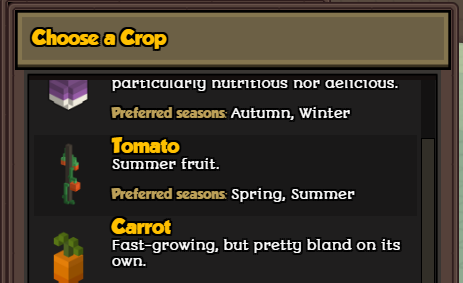 Choose a Crop
particularly nutritious nor delicious.
Preferred seasons: Autumn, Winter
Tomato
Summer fruit.
Preferred seasons: Spring, Summer
Carrot
Fast-growing, but pretty bland on its
own.